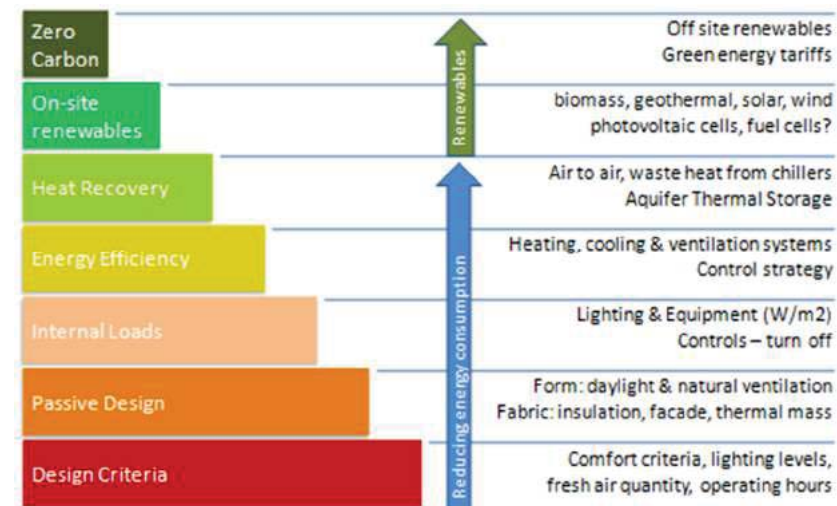 Zero
Carbon
Off site renewables
Green energy tariffs
On-site
renewables
biomass, geothermal, solar, wind
photovoltaic cells, fuel cells?
Renewables
Heat Recovery
Air to air, waste heat from chillers
Aquifer Thermal Storage
Energy Efficiency
Heating, cooling & ventilation systems
Control strategy
Internal Loads
Lighting & Equipment (W/m2)
Controls – turn off
Passive Design
Form: daylight & natural ventilation
Fabric: insulation, facade, thermal mass
Design Criteria
Comfort criteria, lighting levels,
fresh air quantity, operating hours
Reducing energy consumption